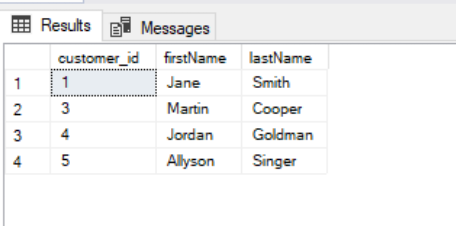 Results Messages
customer_id firstName lastName
1 1 Jane Smith
2 3 Martin Cooper
3 4 Jordan Goldman
4 5 Allyson Singer